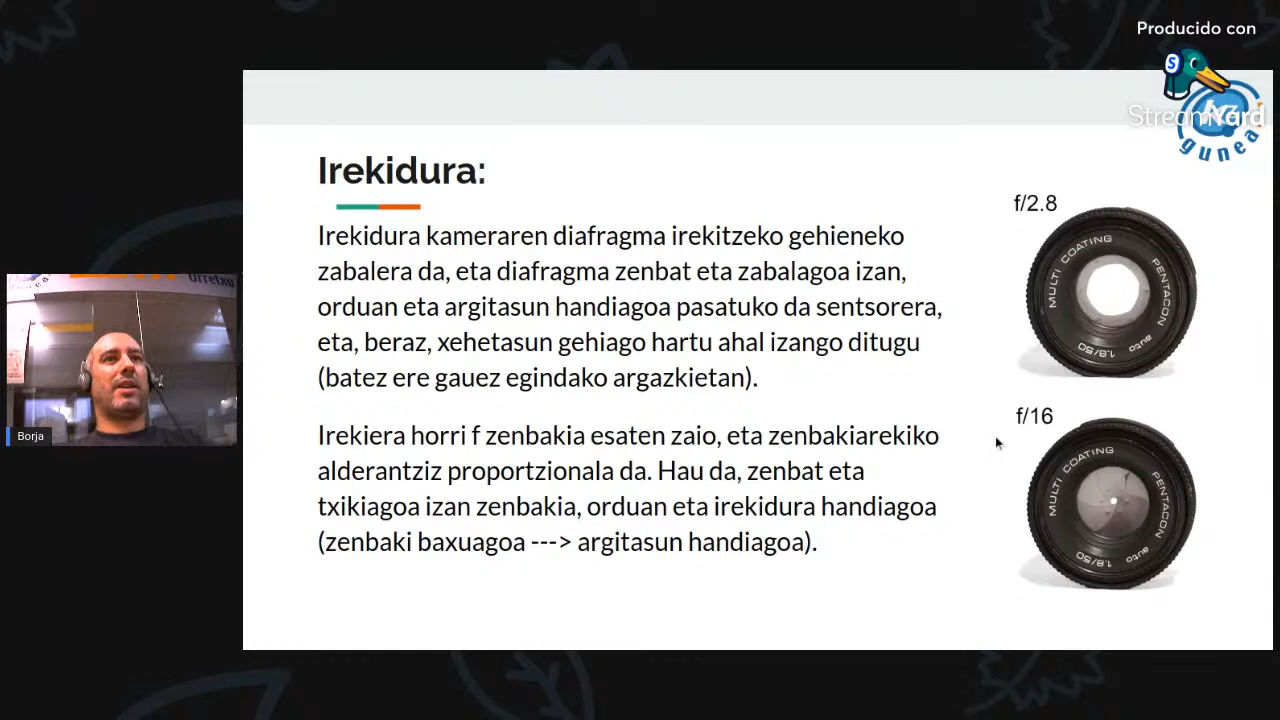 Producido con
StreamYard
gunea
Irekidura:
Irekidura kameraren diafragma irekitzeko gehieneko
zabalera da, eta diafragma zenbat eta zabalagoa izan,
orduan eta argitasun handiagoa pasatuko da sentsorera,
eta, beraz, xehetasun gehiago hartu ahal izango ditugu
(batez ere gauez egindako argazkietan).
Irekiera horri f zenbakia esaten zaio, eta zenbakiarekiko
alderantziz proportzionala da. Hau da, zenbat eta
txikiagoa izan zenbakia, orduan eta irekidura handiagoa
(zenbaki baxuagoa ---> argitasun handiagoa).
f/2.8
MULTI COATING
PENTACON
auto 1.8/50
f/16
MULTI COATING
PENTACON
auto 1.8/50
Urretxu
Borja